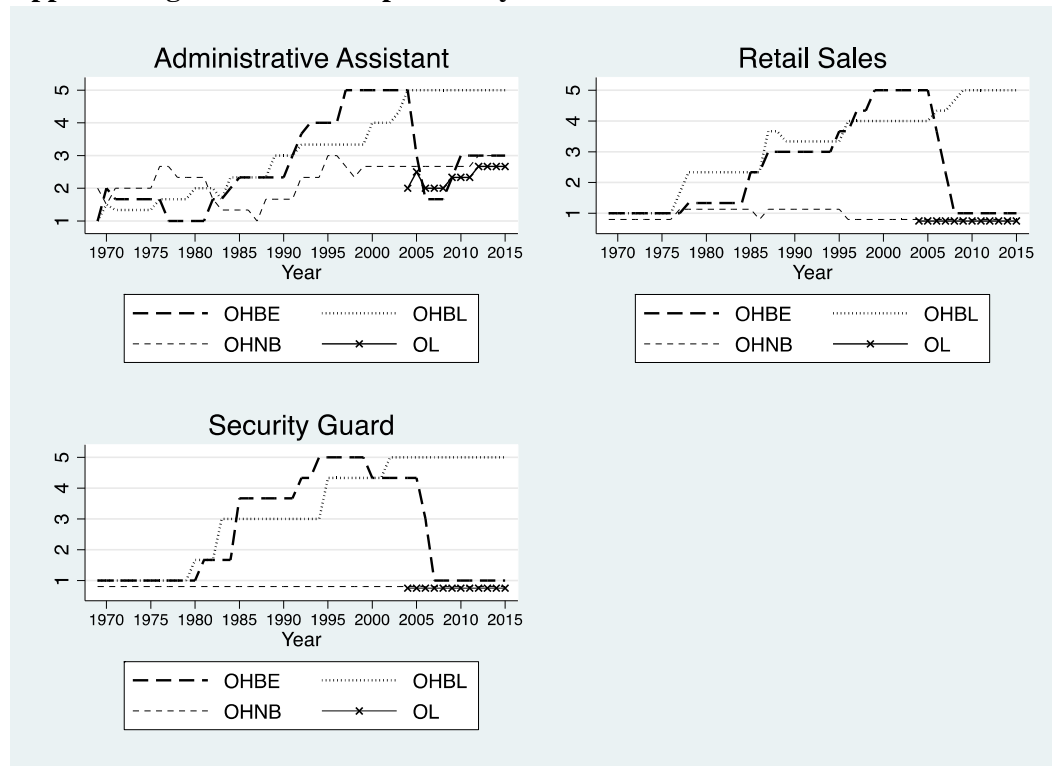 Administrative Assistant
5
4
3
2
1
1970 1975 1980 1985 1990 1995 2000 2005 2010 2015
Year
OHBE OHBL
OHNB OL
Retail Sales
5
4
3
2
1
1970 1975 1980 1985 1990 1995 2000 2005 2010 2015
Year
OHBE OHBL
OHNB OL
Security Guard
5
4
3
2
1
1970 1975 1980 1985 1990 1995 2000 2005 2010 2015
Year
OHBE OHBL
OHNB OL